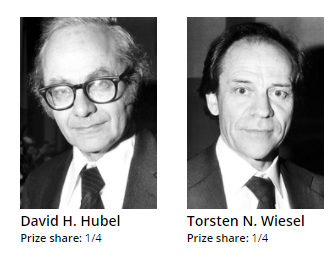 David H. Hubel
Torsten N. Wiesel
Prize share: 1/4
Prize share: 1/4